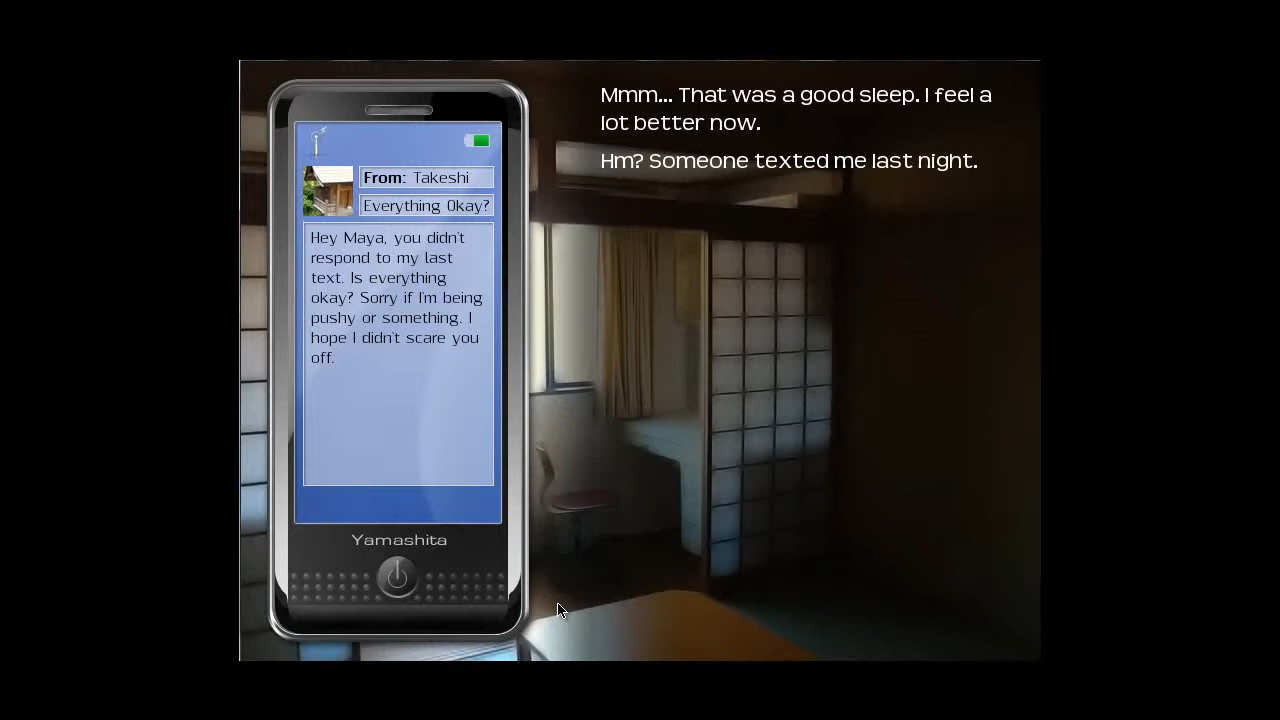 Mmm... That was a good sleep. I feel a
lot better now.
Hm? Someone texted me last night.
From: Takeshi
Everything Okay?
Hey Maya, you didn't
respond to my last
text. Is everything
okay? Sorry if I'm being
pushy or something. I
hope I didn't scare you
off.
Yamashita